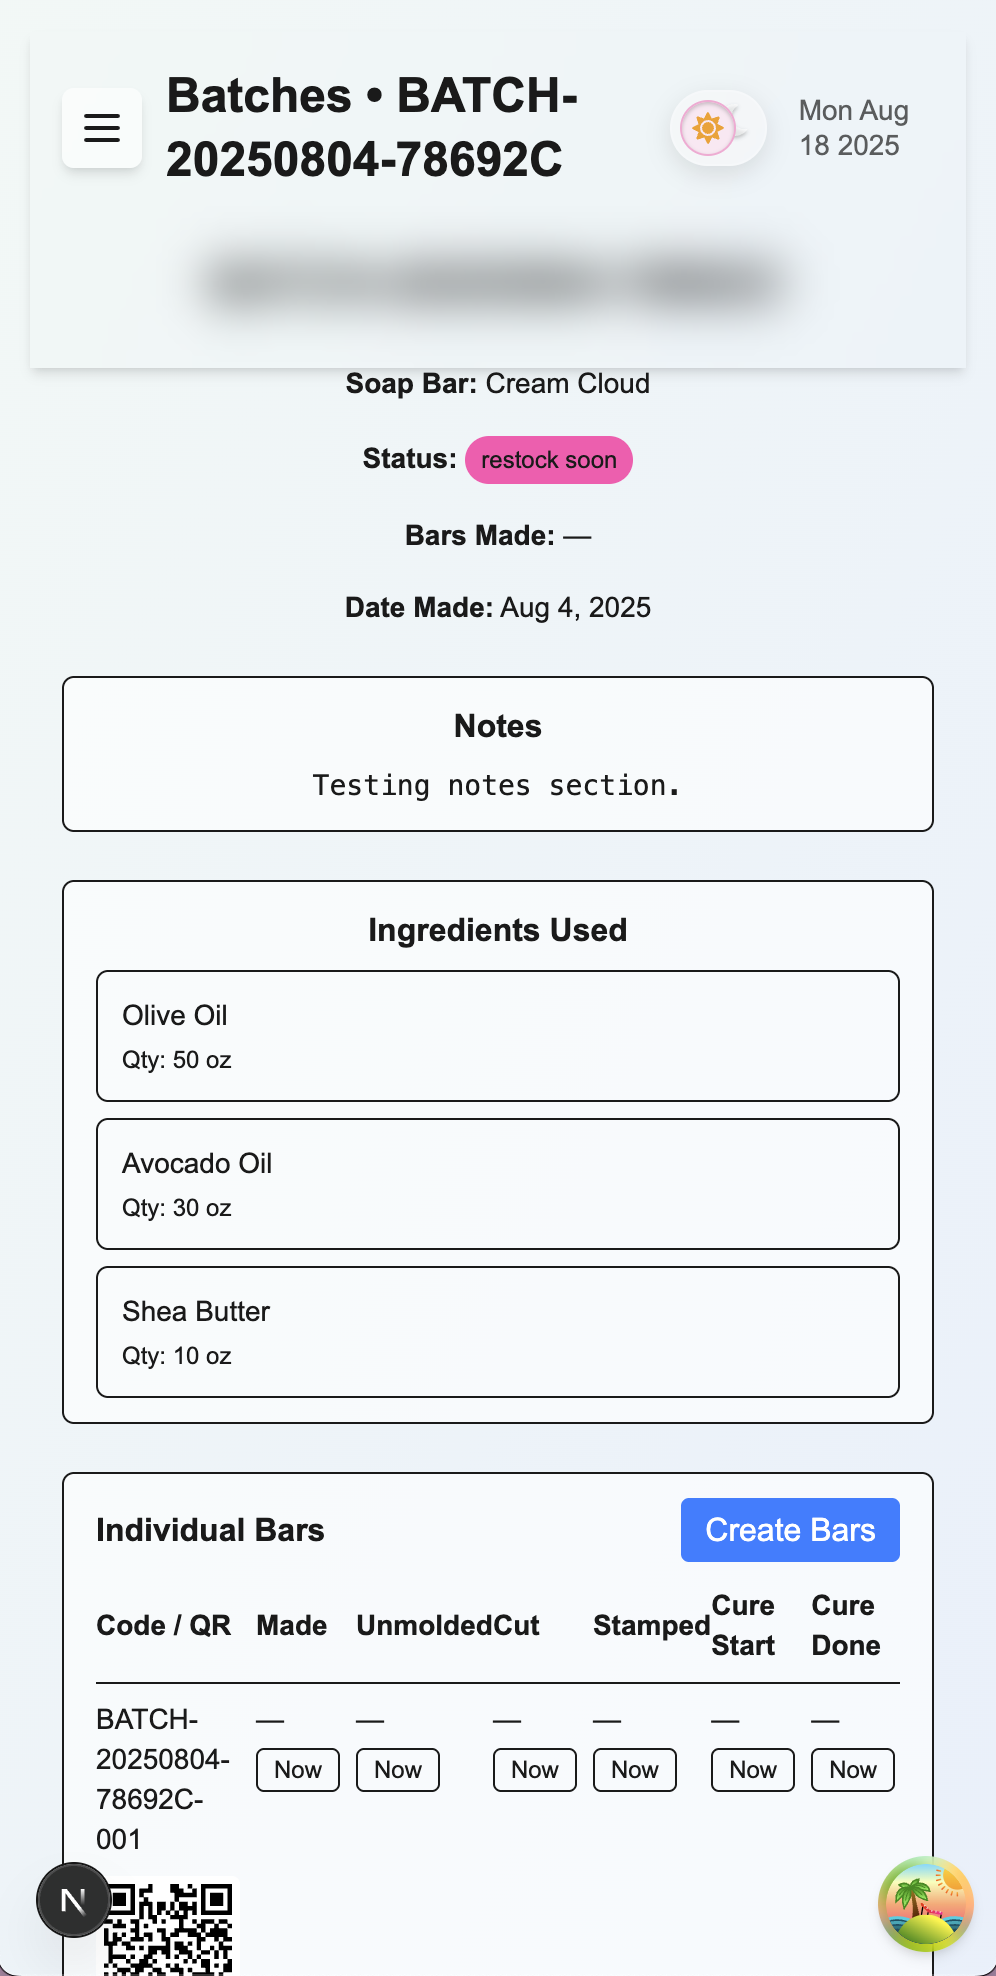 Batches • BATCH-
20250804-78692C
Mon Aug
18 2025
Soap Bar: Cream Cloud
Status: restock soon
Bars Made: —
Date Made: Aug 4, 2025
Notes
Testing notes section.
Ingredients Used
Olive Oil
Qty: 50 oz
Avocado Oil
Qty: 30 oz
Shea Butter
Qty: 10 oz
Individual Bars
Create Bars
Code / QR Made Unmolded Cut Stamped Cure Start Cure Done
BATCH-
20250804-
78692C-
001
— — — — — —
Now Now Now Now Now Now
N